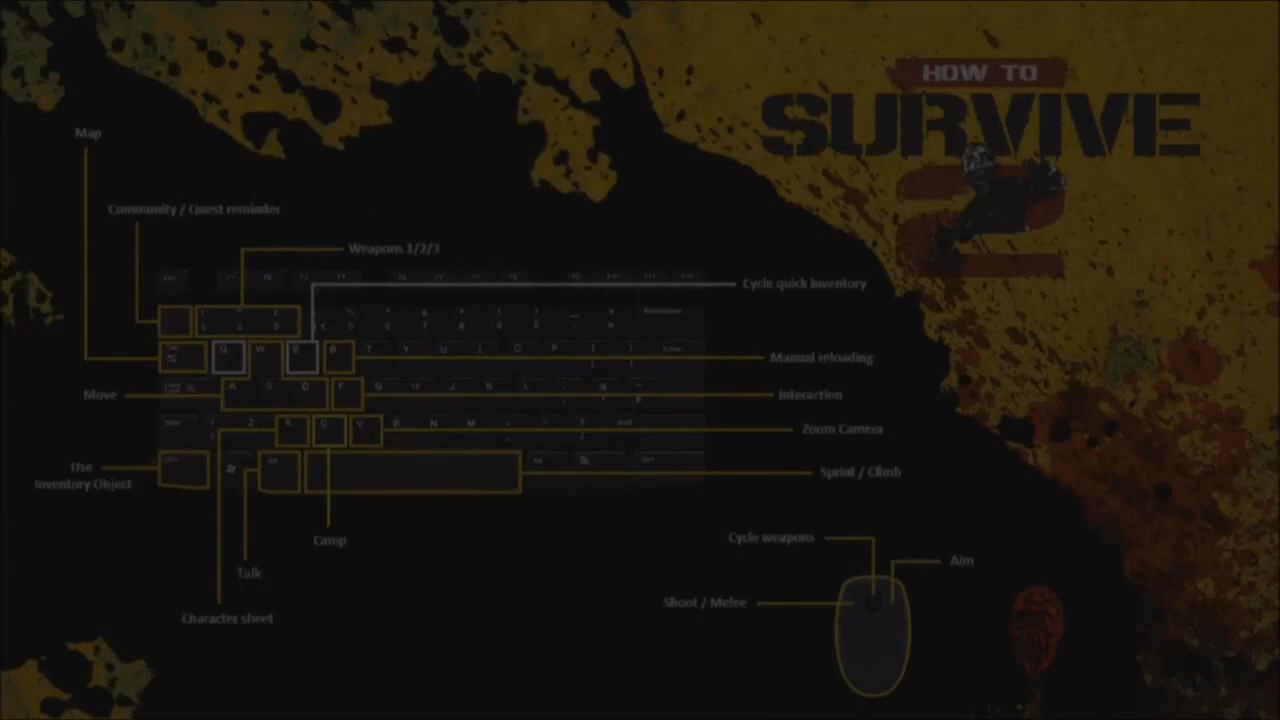 HOW TO
SURVIVE
2
Map
Community / Quest reminder
Weapons 1/2/3
Cycle quick inventory
Manual reloading
Move
Interaction
Zoom Camera
Use
Inventory Object
Sprint / Climb
Camp
Talk
Character sheet
Cycle weapons
Aim
Shoot / Melee
Q W E R T Y U I O P
A S D F G H J K L
Z X C V B N M